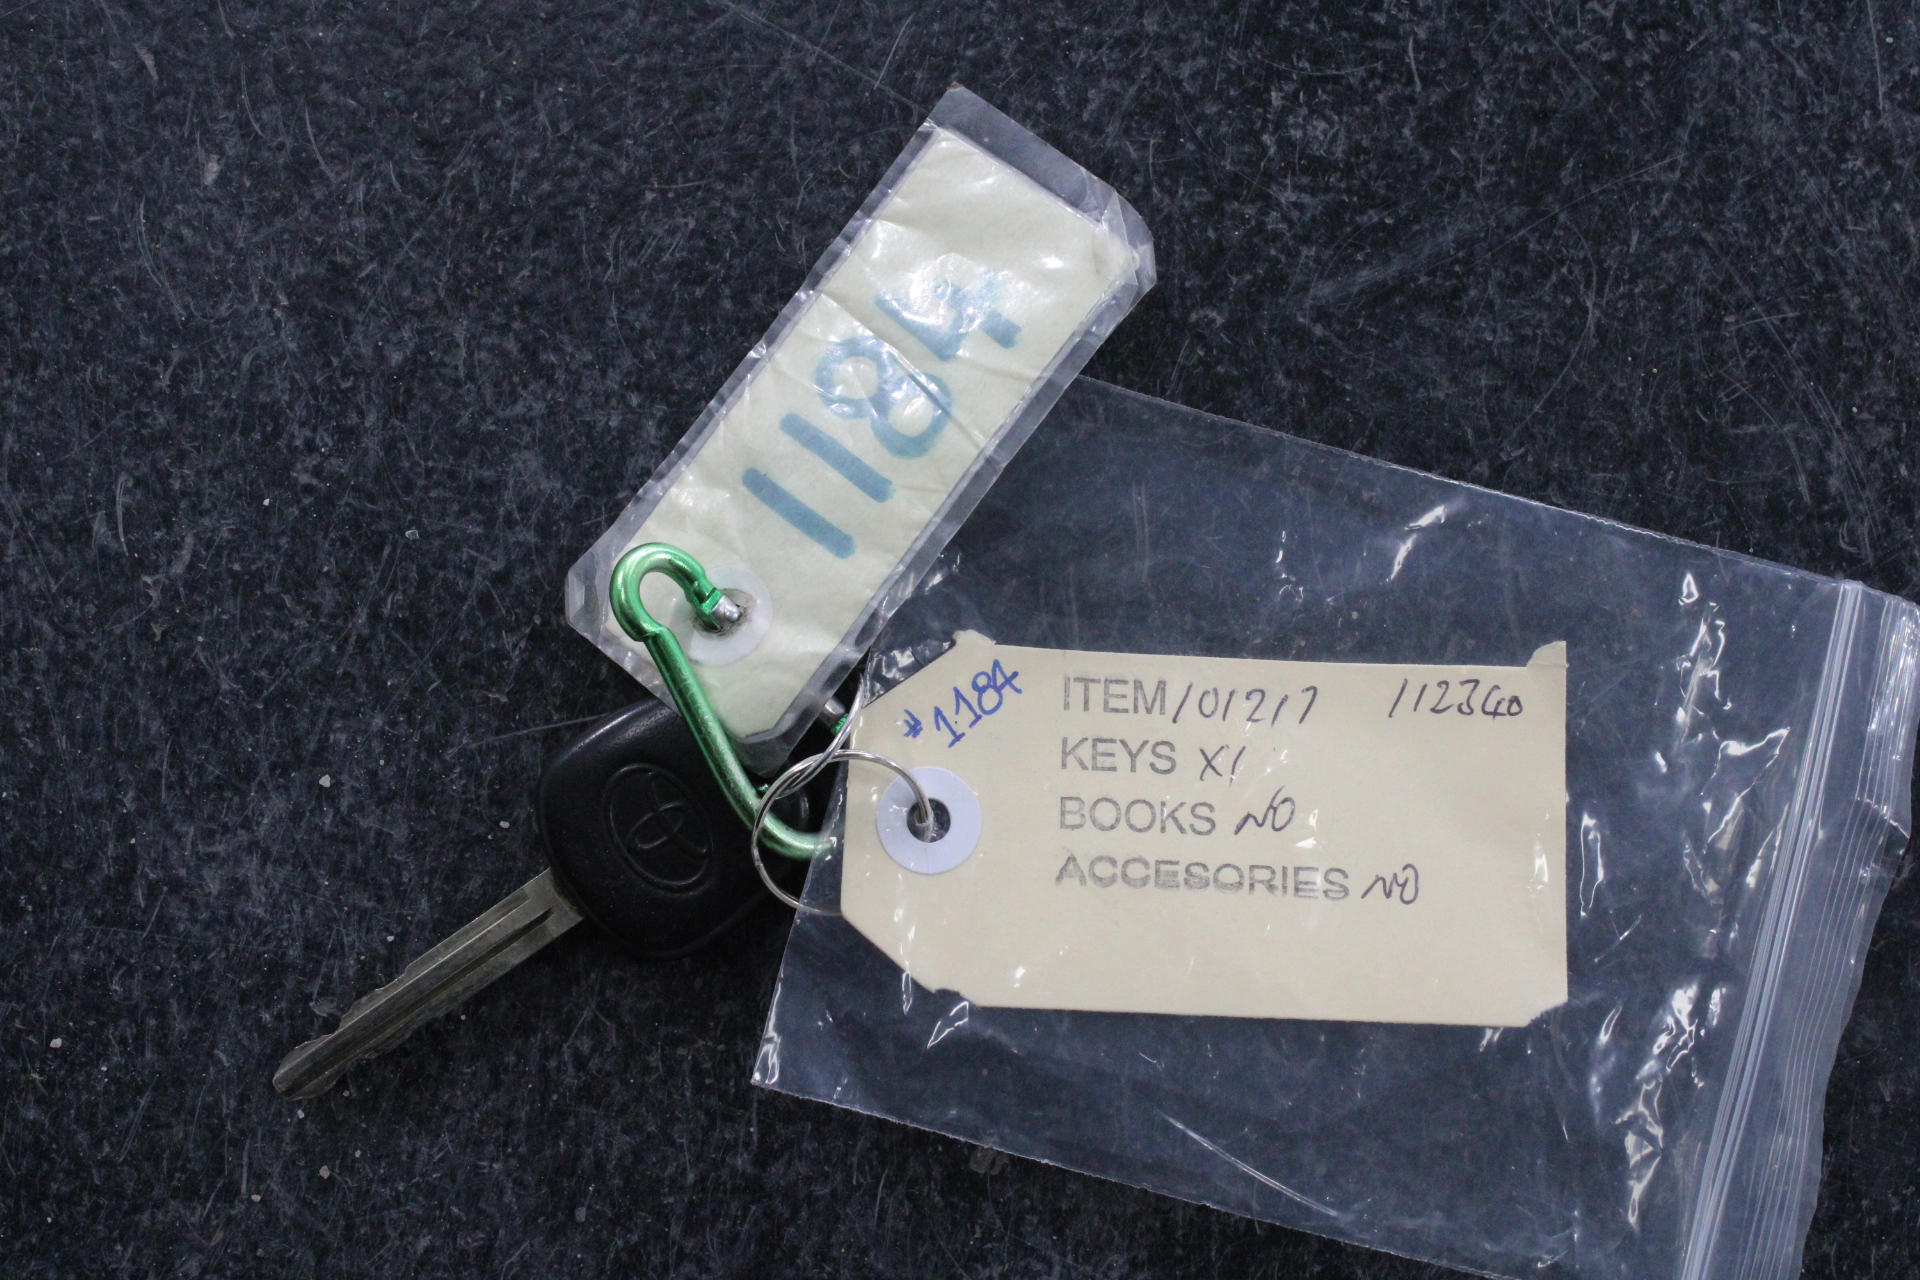 1184
#1184
ITEM/01217 112340
KEYS X1
BOOKS NO
ACCESORIES NO